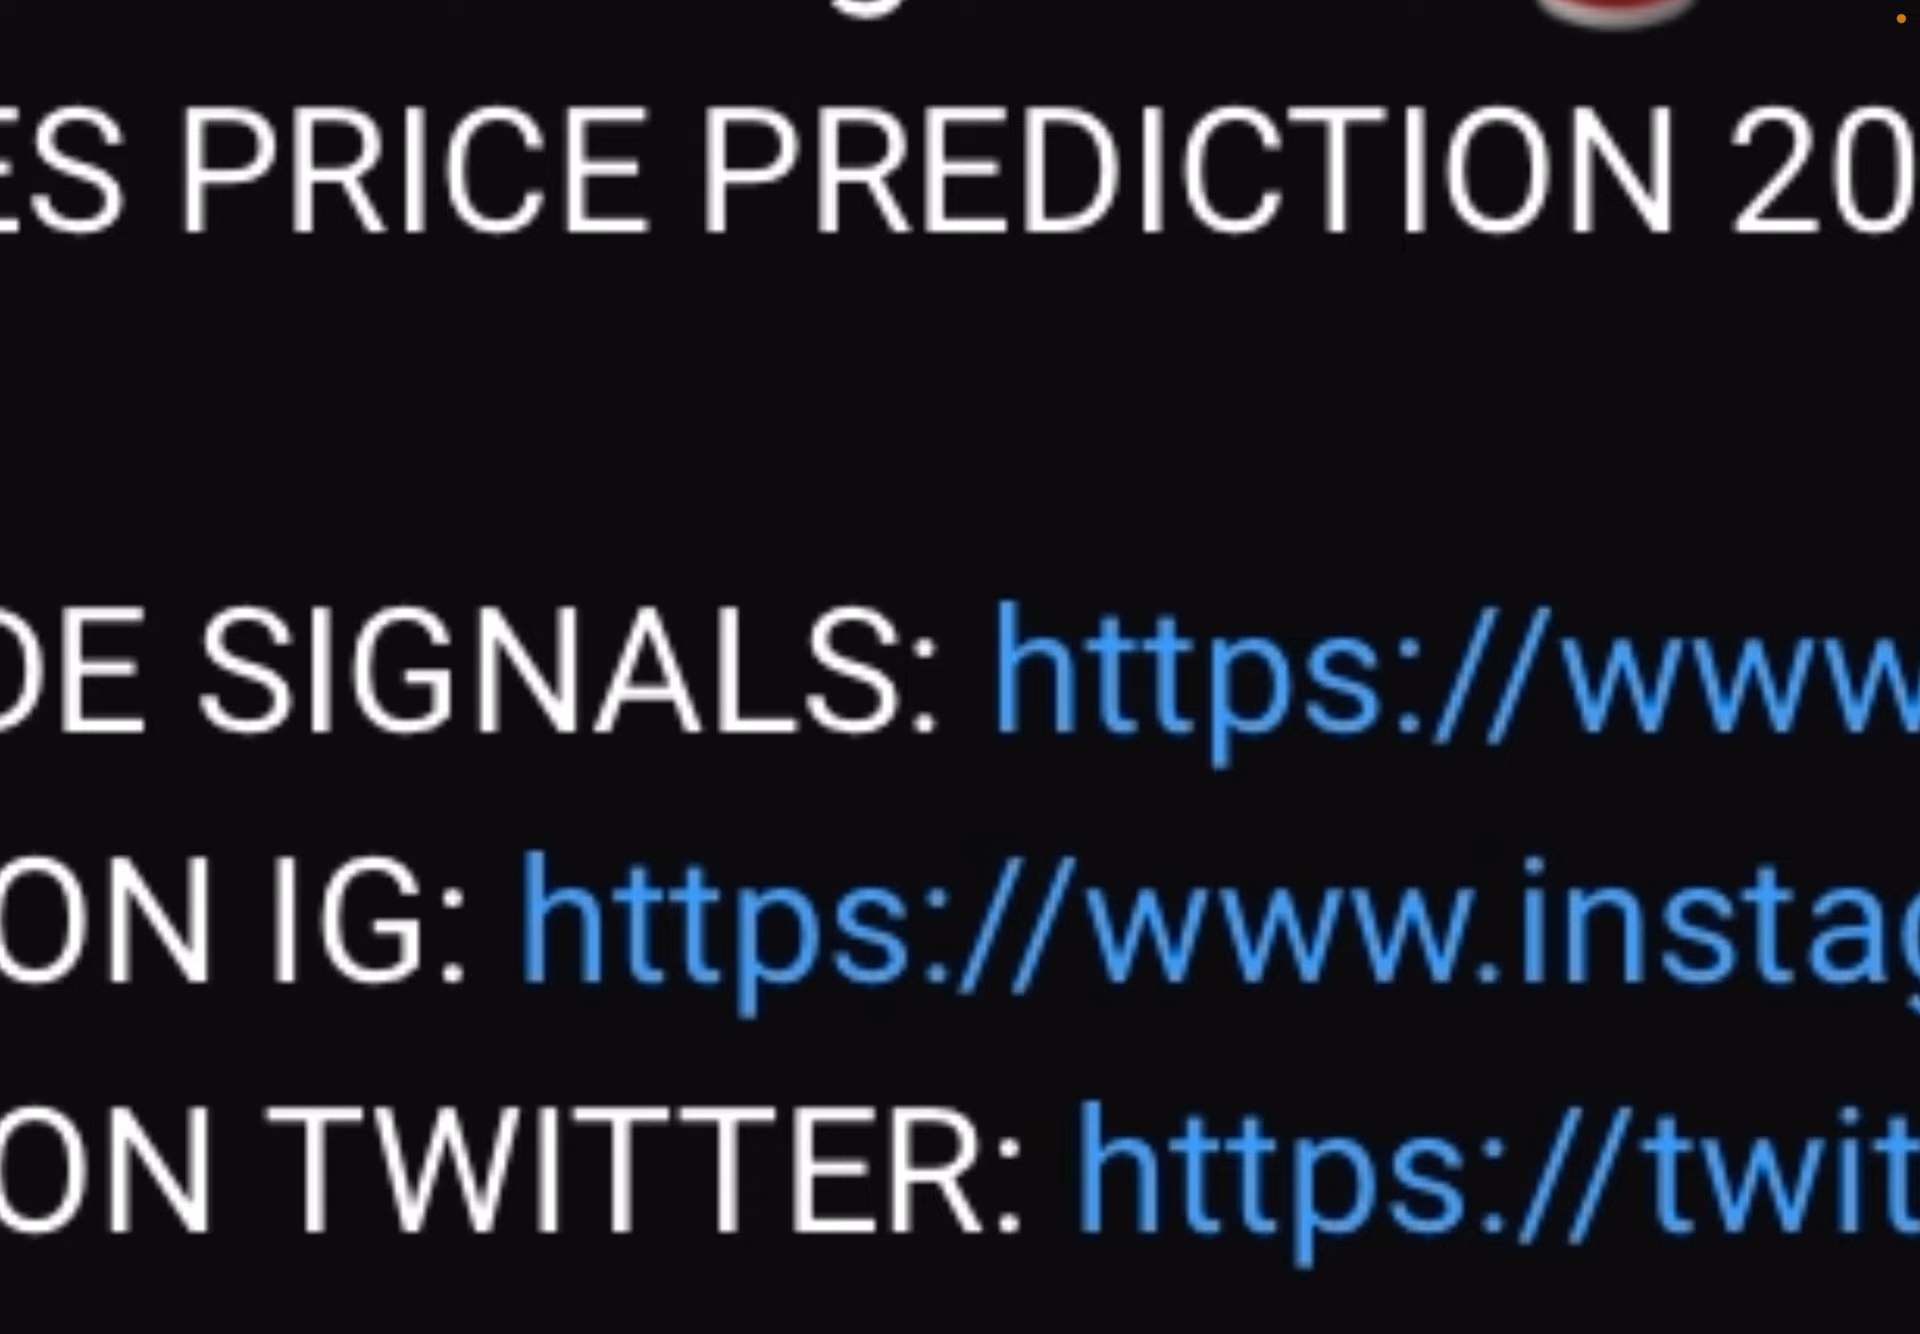 ES PRICE PREDICTION 20
DE SIGNALS: https://www
ON IG: https://www.instag
ON TWITTER: https://twit